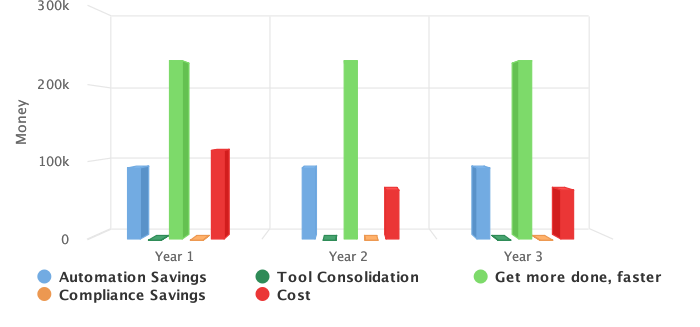 300k
200k
100k
0
Money
Year 1
Year 2
Year 3
Automation Savings
Tool Consolidation
Get more done, faster
Compliance Savings
Cost